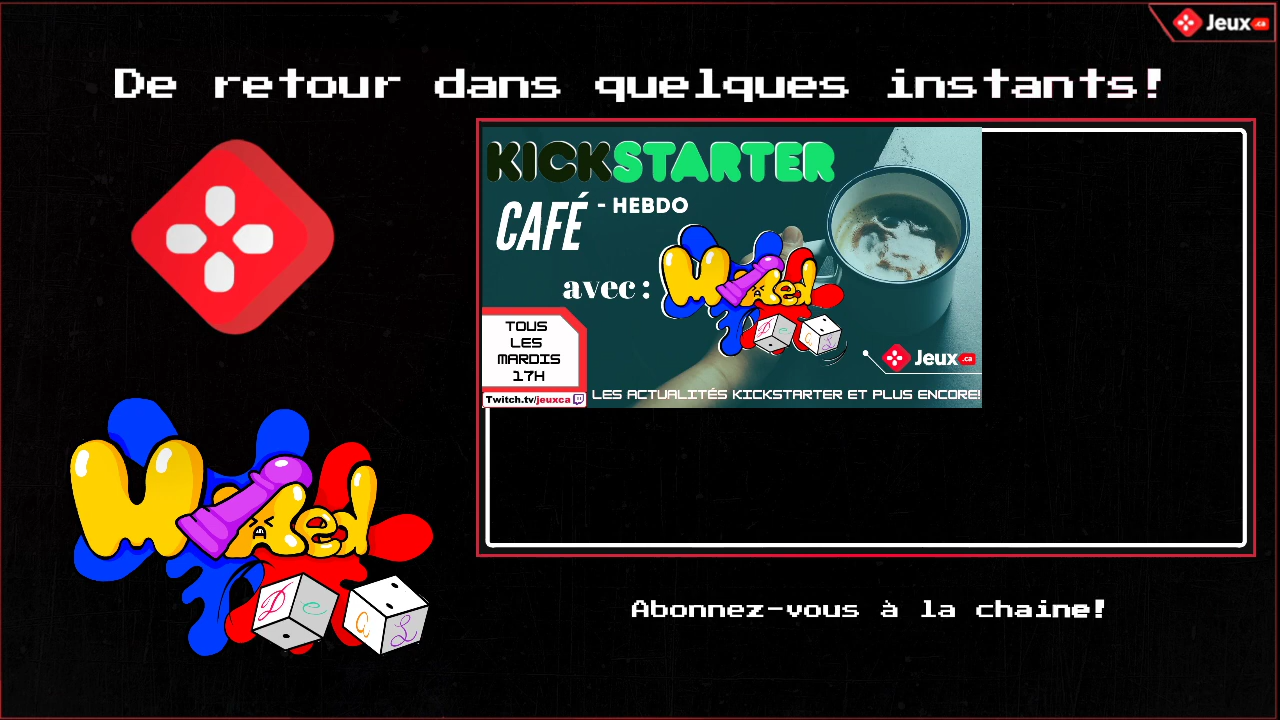 Jeux.ca
De retour dans quelques instants!
KICKSTARTER
CAFÉ - HEBDO
avec :
TOUS
LES
MARDIS
17H
Jeux.ca
Twitch.tv/jeuxca
LES ACTUALITÉS KICKSTARTER ET PLUS ENCORE!
D e a L
Abonnez-vous à la chaine!